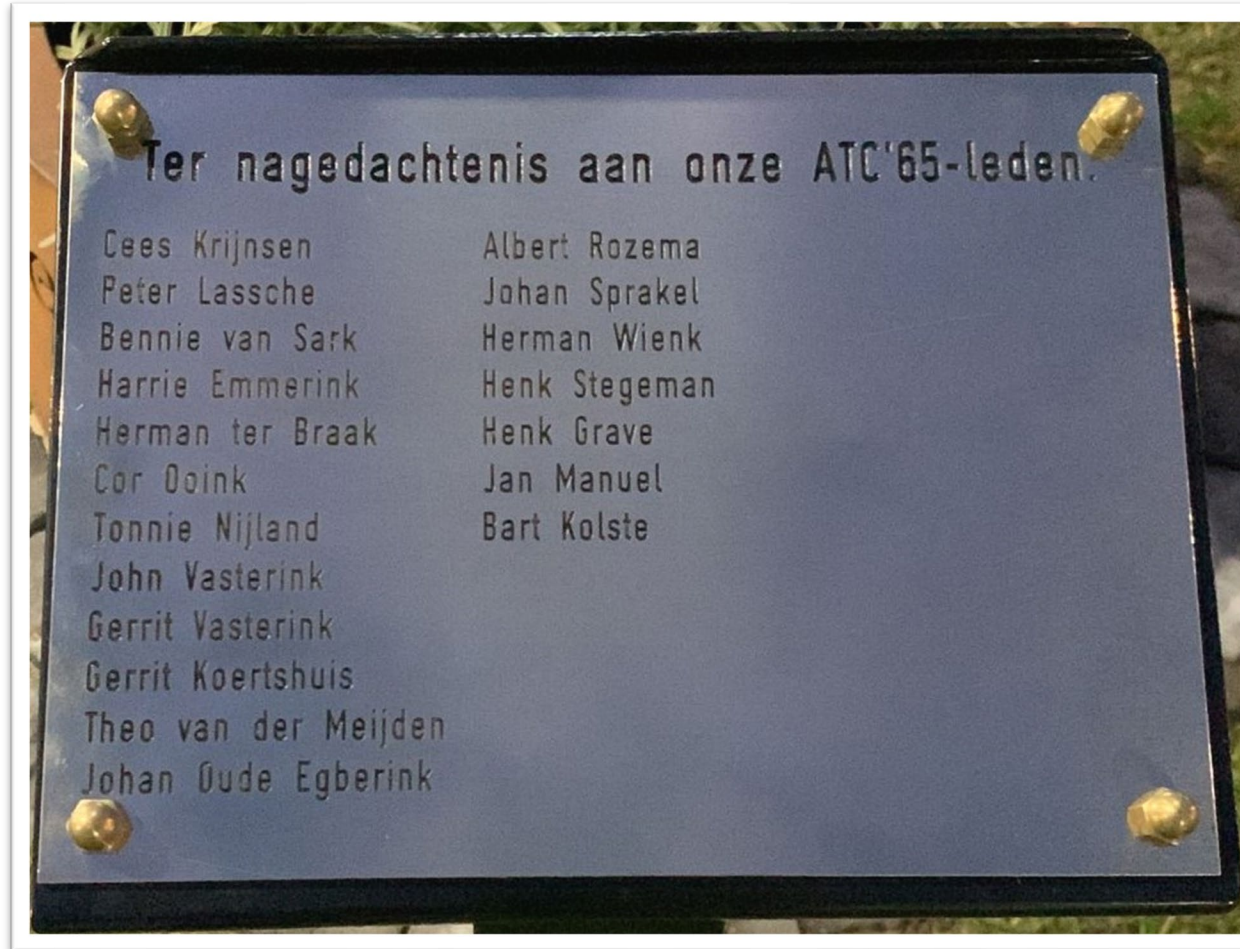 Ter nagedachtenis aan onze ATC'65-leden.
Cees Krijnsen
Peter Lassche
Bennie van Sark
Harrie Emmerink
Herman ter Braak
Cor Ooink
Tonnie Nijland
John Vasterink
Gerrit Vasterink
Gerrit Koertshuis
Theo van der Meijden
Johan Oude Egberink
Albert Rozema
Johan Sprakel
Herman Wienk
Henk Stegeman
Henk Grave
Jan Manuel
Bart Kolste